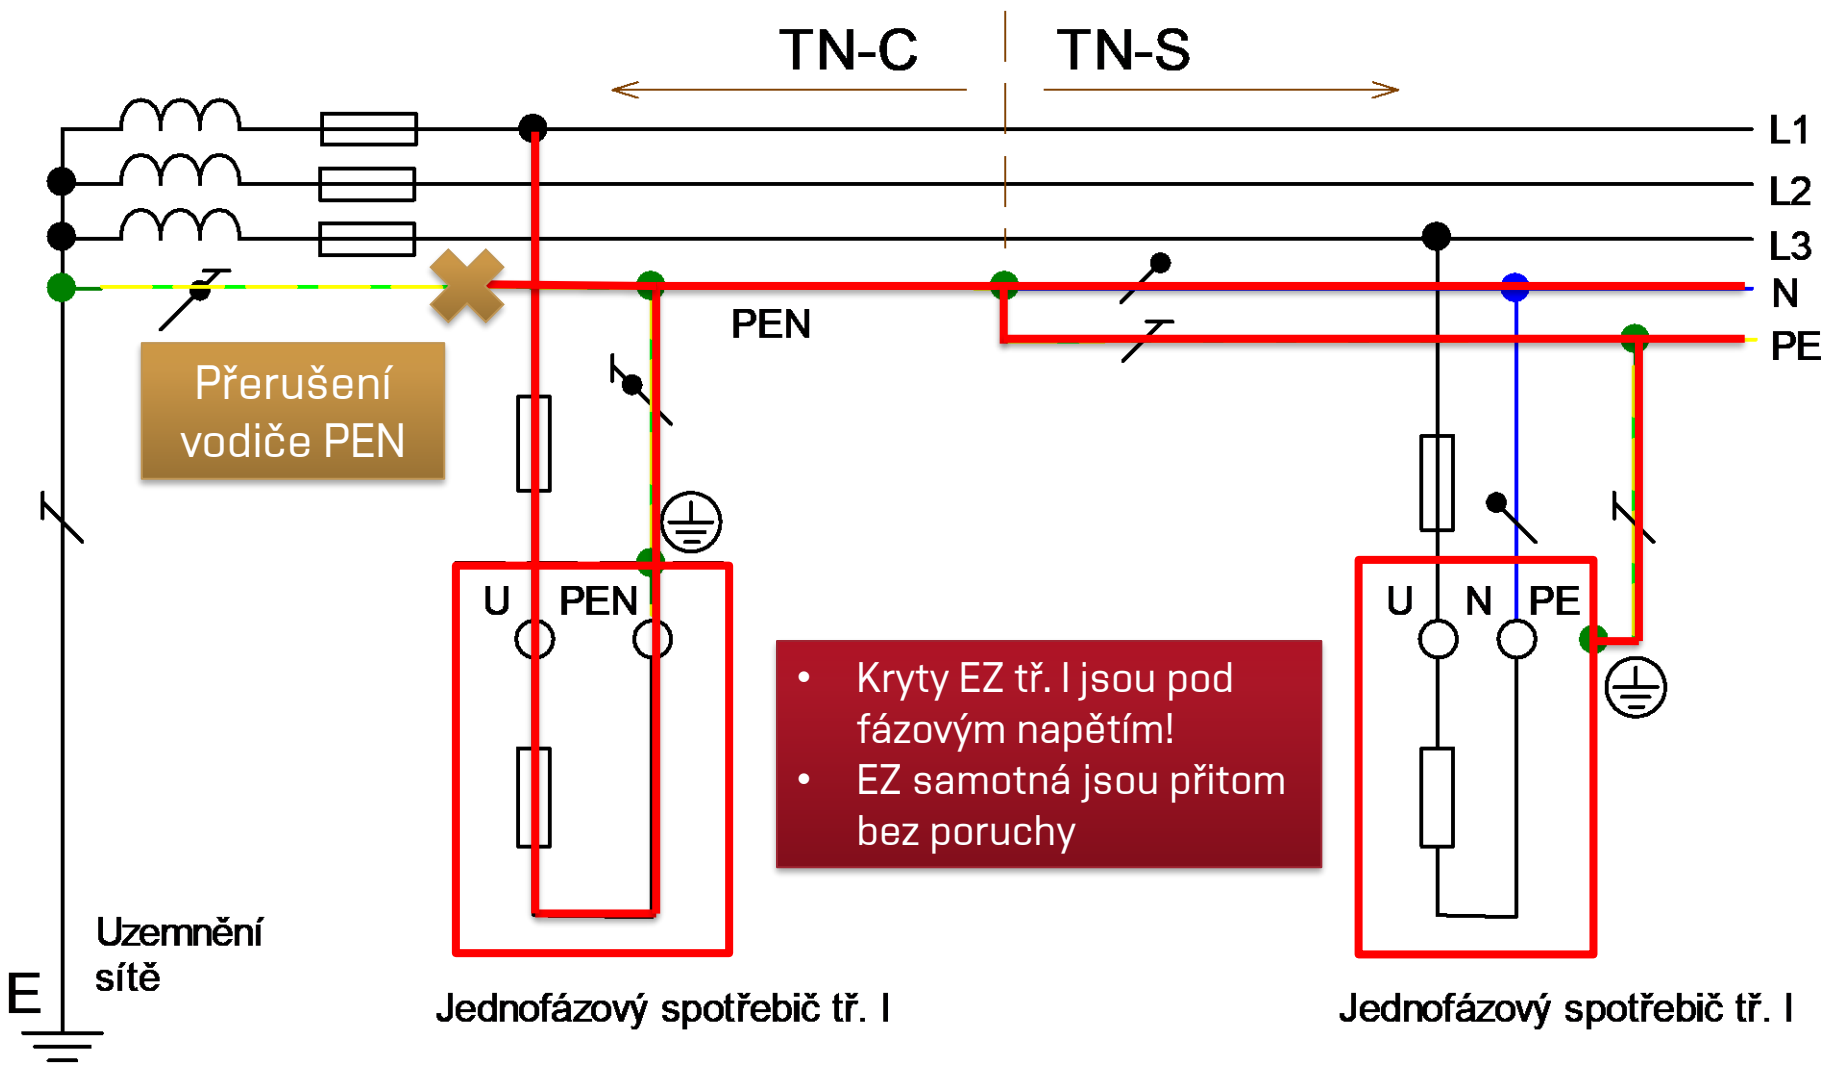 TN-C
TN-S
L1
L2
L3
N
PEN
PE
Přerušení
vodiče PEN
U PEN
U N PE
• Kryty EZ tř. I jsou pod
fázovým napětím!
• EZ samotná jsou přitom
bez poruchy
Uzemnění
sítě
E
Jednofázový spotřebič tř. I
Jednofázový spotřebič tř. I